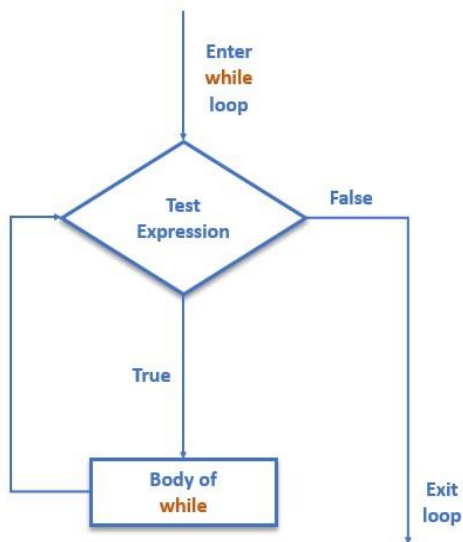 Enter
while
loop
Test
Expression
False
True
Body of
while
Exit
loop